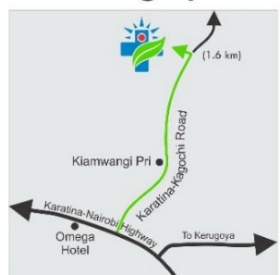 (1.6 km)
Karatina-Kagochi Road
Kiamwangi Pri
Karatina-Nairobi Highway
Omega
Hotel
To Kerugoya